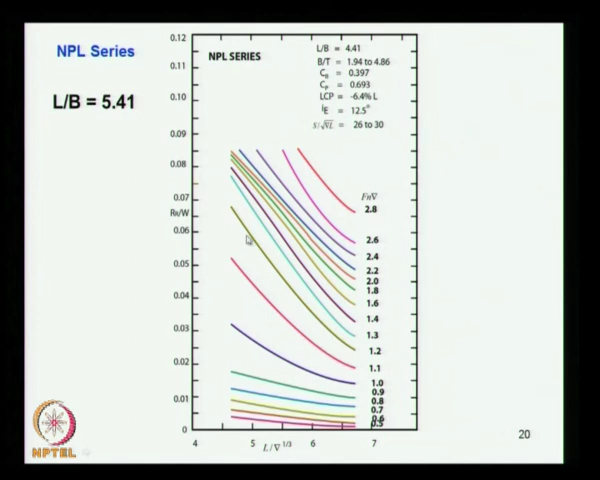 NPL Series
L/B = 5.41
NPL SERIES
L/B = 4.41
B/T = 1.94 to 4.86
CB = 0.397
CP = 0.693
LCP = -6.4% L
iE = 12.5°
S/√∇L = 26 to 30
0.12
0.11
0.10
0.09
0.08
0.07
RR/W
0.06
0.05
0.04
0.03
0.02
0.01
0
Fn∇
2.8
2.6
2.4
2.2
2.0
1.8
1.6
1.4
1.3
1.2
1.1
1.0
0.9
0.8
0.7
0.6
0.5
4 5 6 7
L/∇ 1/3
20
NPTEL